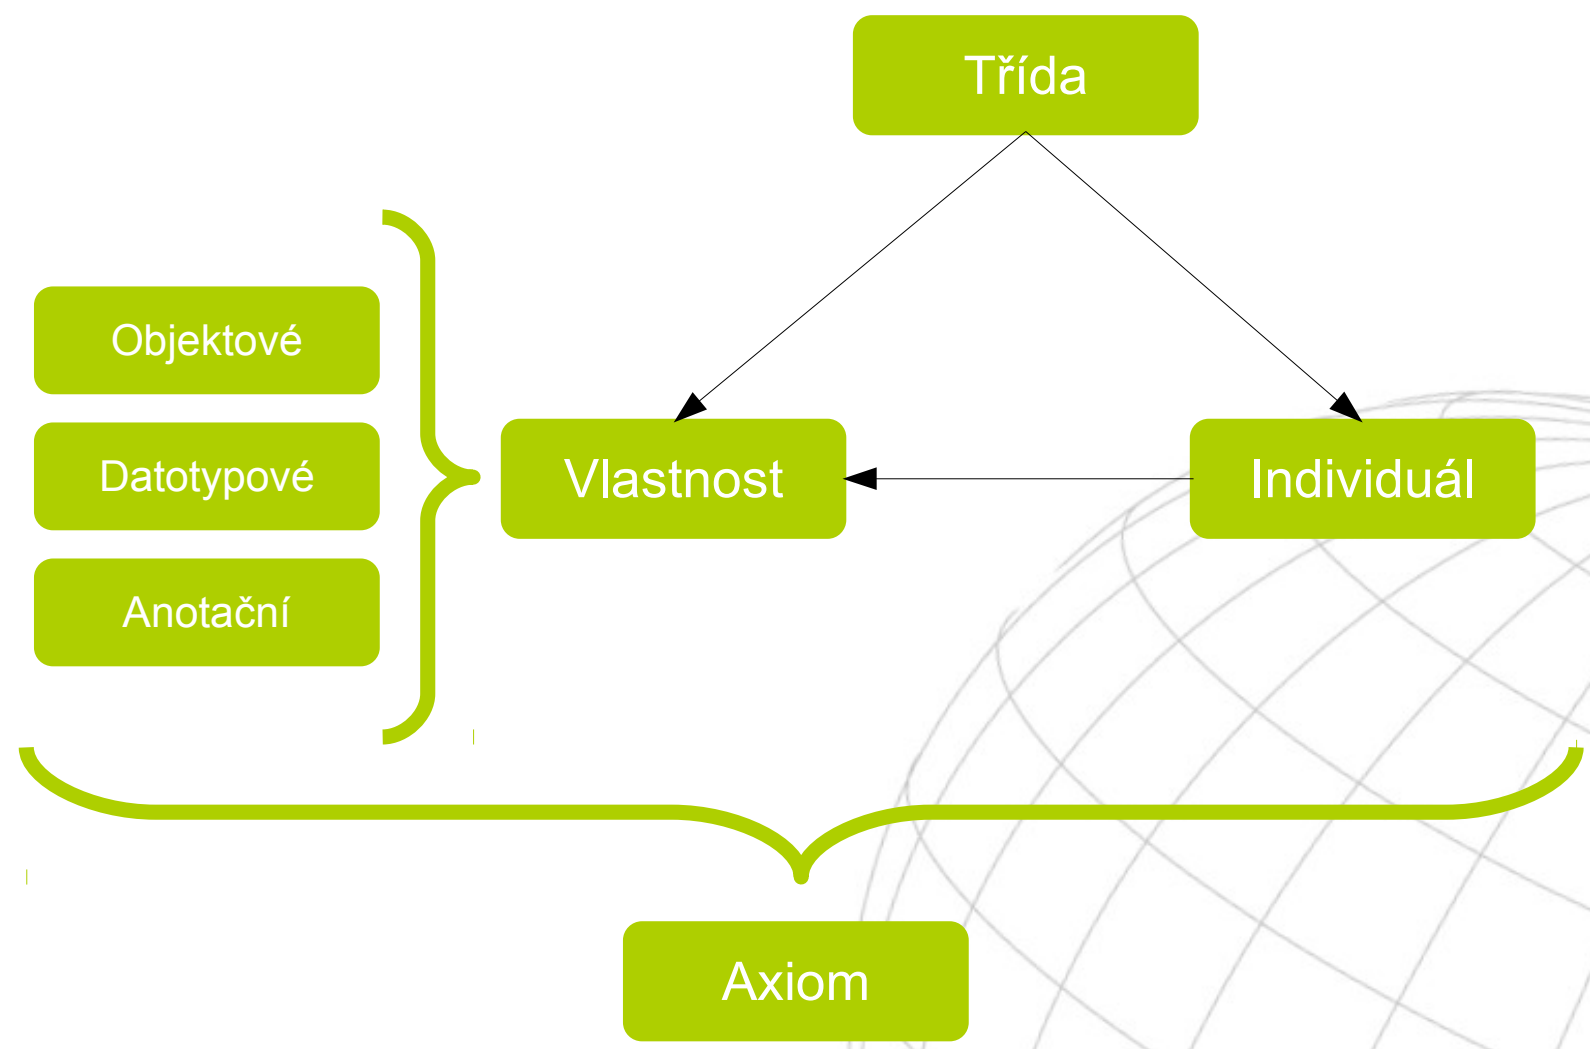 Třída
Objektové
Datotypové
Anotační
Vlastnost
Individuál
Axiom